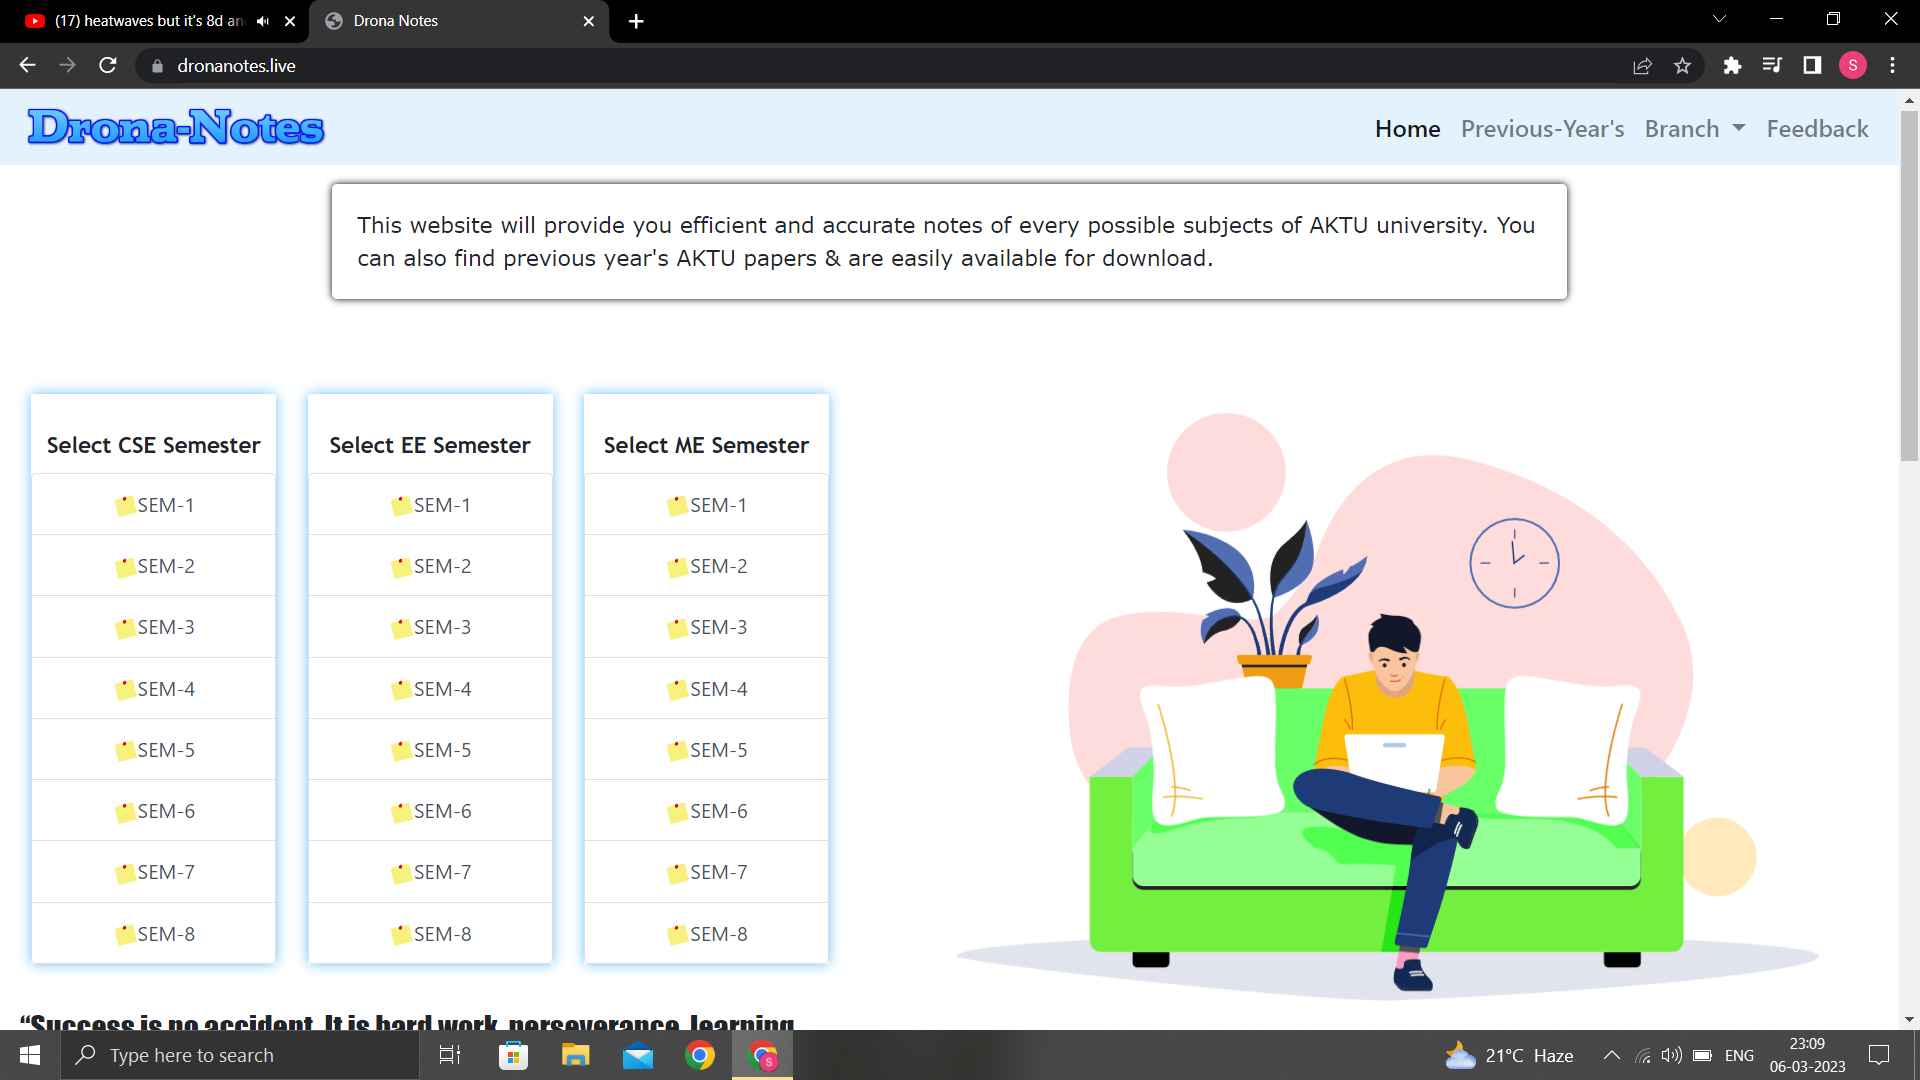 (17) heatwaves but it's 8d an
Drona Notes
dronanotes.live
S
Drona-Notes
Home Previous-Year's Branch Feedback
This website will provide you efficient and accurate notes of every possible subjects of AKTU university. You
can also find previous year's AKTU papers & are easily available for download.
Select CSE Semester
SEM-1
SEM-2
SEM-3
SEM-4
SEM-5
SEM-6
SEM-7
SEM-8
Select EE Semester
SEM-1
SEM-2
SEM-3
SEM-4
SEM-5
SEM-6
SEM-7
SEM-8
Select ME Semester
SEM-1
SEM-2
SEM-3
SEM-4
SEM-5
SEM-6
SEM-7
SEM-8
“Success is no accident. It is hard work, perseverance, learning,
Type here to search
S
21°C Haze
ENG
23:09
06-03-2023